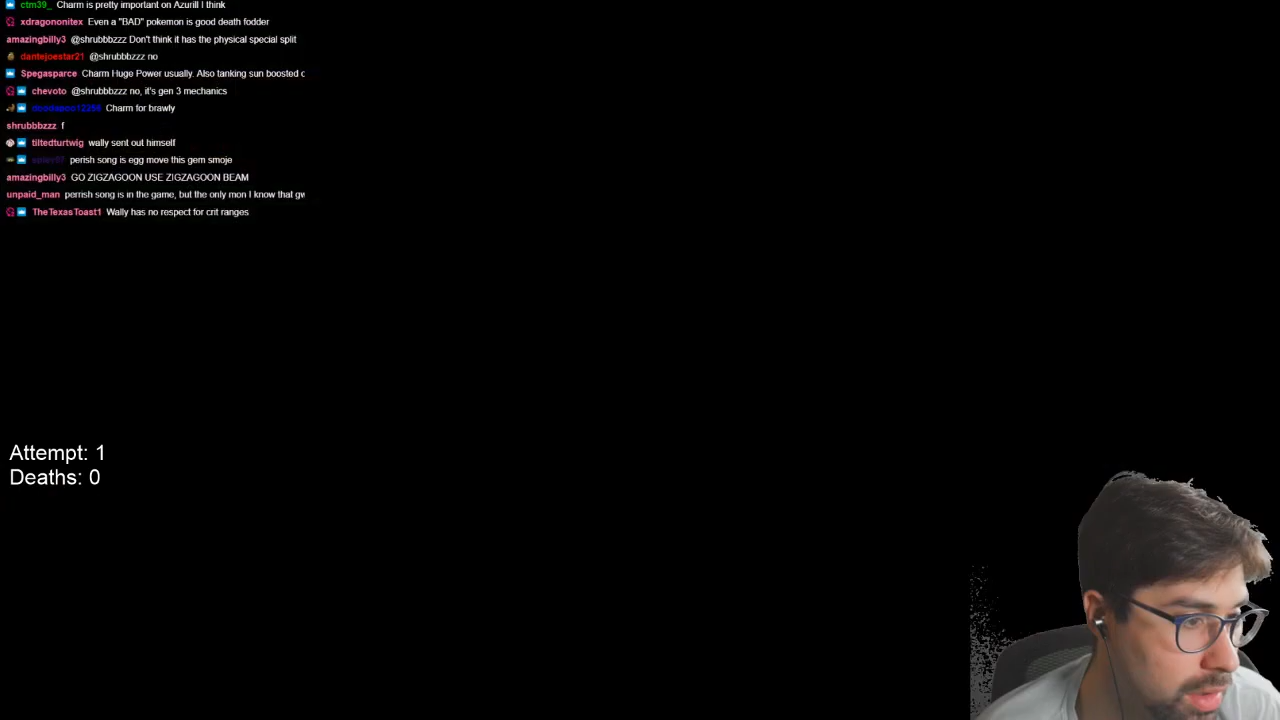 ctm39_ Charm is pretty important on Azurill I think
xdragononitex Even a "BAD" pokemon is good death fodder
amazingbilly3 @shrubbbzzz Don't think it has the physical special split
dantejoestar21 @shrubbbzzz no
Spegasparce Charm Huge Power usually. Also tanking sun boosted
chevoto @shrubbbzzz no, it's gen 3 mechanics
Charm for brawly
shrubbbzzz f
tiltedturtwig wally sent out himself
perish song is egg move this gem smoje
amazingbilly3 GO ZIGZAGOON USE ZIGZAGOON BEAM
unpaid_man perrish song is in the game, but the only mon I know that
TheTexasToast1 Wally has no respect for crit ranges
Attempt: 1
Deaths: 0